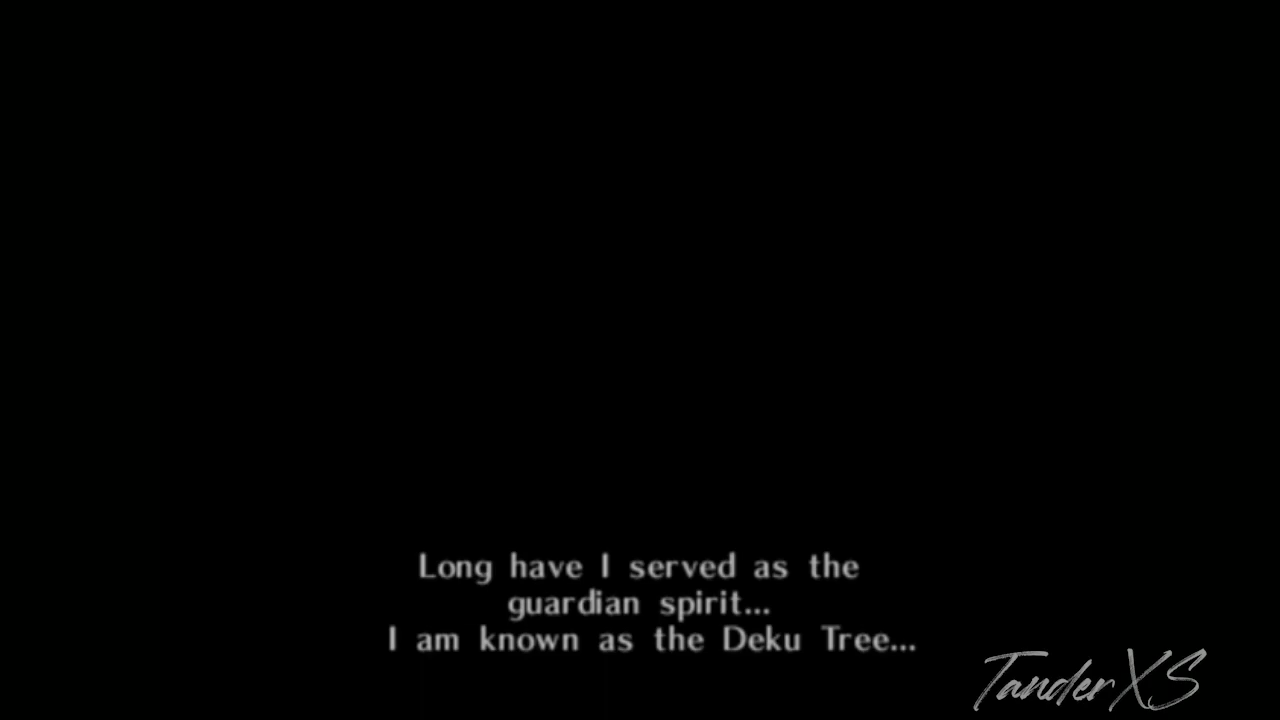 Long have I served as the
guardian spirit...
I am known as the Deku Tree...
TanderXS